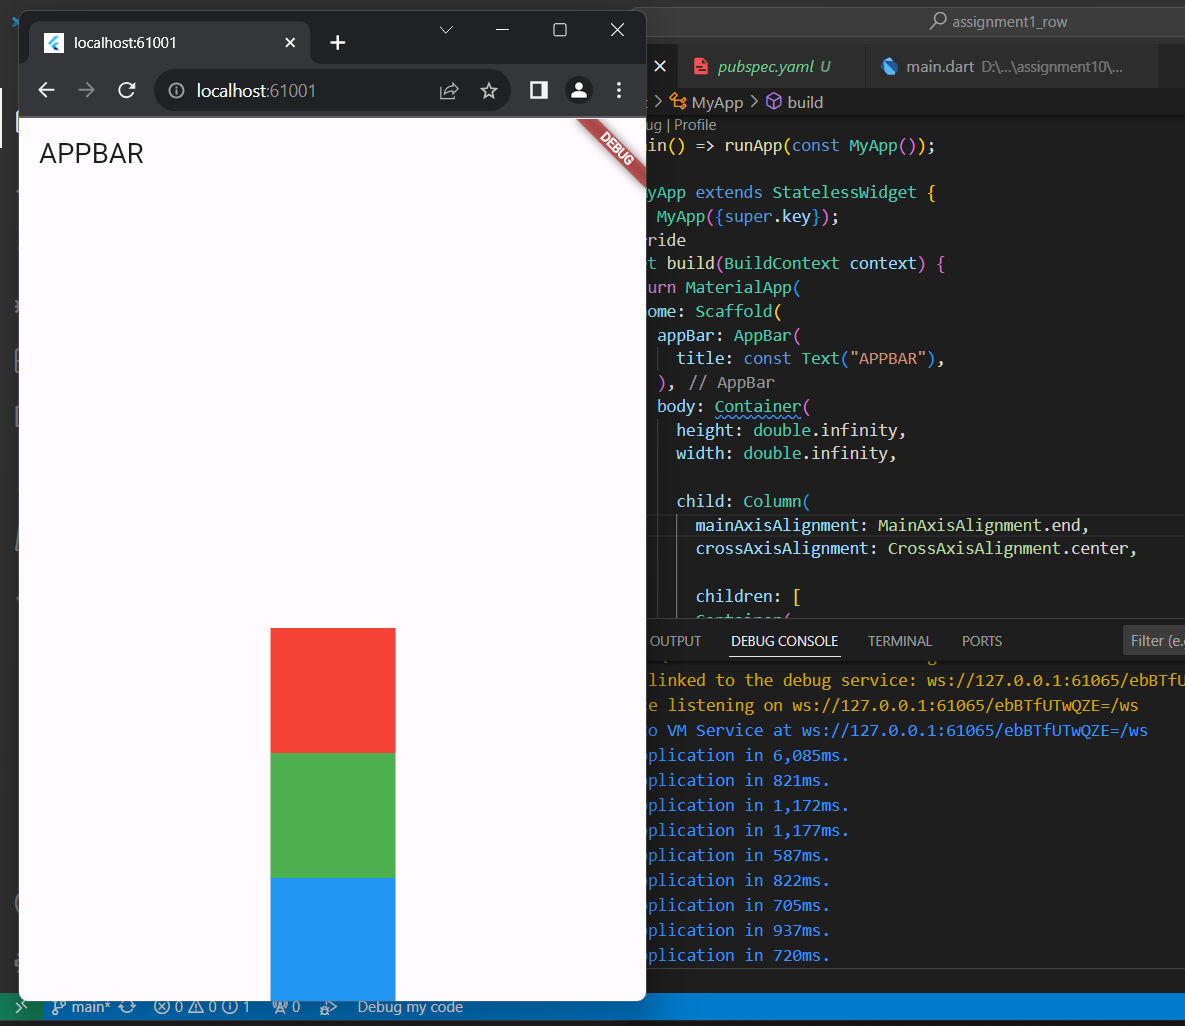 localhost:61001
localhost:61001
APPBAR
DEBUG
assignment1_row
pubspec.yaml U
main.dart D:\...\assignment10\...
MyApp > build
ug | Profile
in() => runApp(const MyApp());
yApp extends StatelessWidget {
MyApp({super.key});
ride
t build(BuildContext context) {
urn MaterialApp(
ome: Scaffold(
appBar: AppBar(
title: const Text("APPBAR"),
), // AppBar
body: Container(
height: double.infinity,
width: double.infinity,
child: Column(
mainAxisAlignment: MainAxisAlignment.end,
crossAxisAlignment: CrossAxisAlignment.center,
children: [
Container(
OUTPUT DEBUG CONSOLE TERMINAL PORTS Filter (e.
linked to the debug service: ws://127.0.0.1:61065/ebBTfU
e listening on ws://127.0.0.1:61065/ebBTfUTwQZE=/ws
o VM Service at ws://127.0.0.1:61065/ebBTfUTwQZE=/ws
plication in 6,085ms.
plication in 821ms.
plication in 1,172ms.
plication in 1,177ms.
plication in 587ms.
plication in 822ms.
plication in 705ms.
plication in 937ms.
plication in 720ms.
main* 0 0 1 0 Debug my code